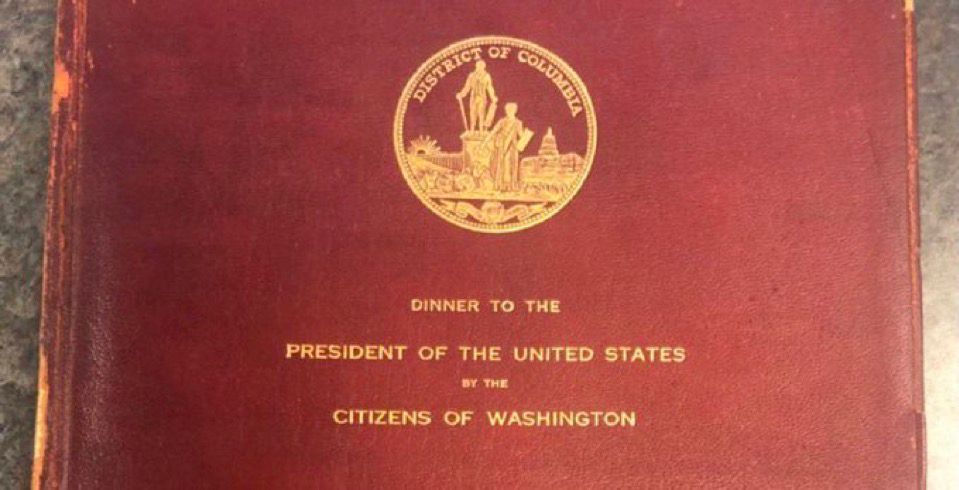 DISTRICT OF COLUMBIA
DINNER TO THE
PRESIDENT OF THE UNITED STATES
BY THE
CITIZENS OF WASHINGTON